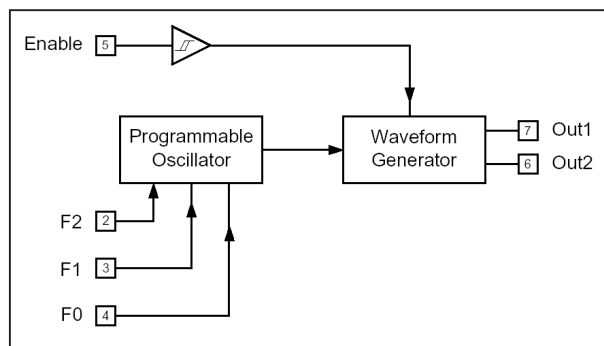 Enable 5
Programmable
Oscillator
Waveform
Generator
7 Out1
6 Out2
F2 2
F1 3
F0 4